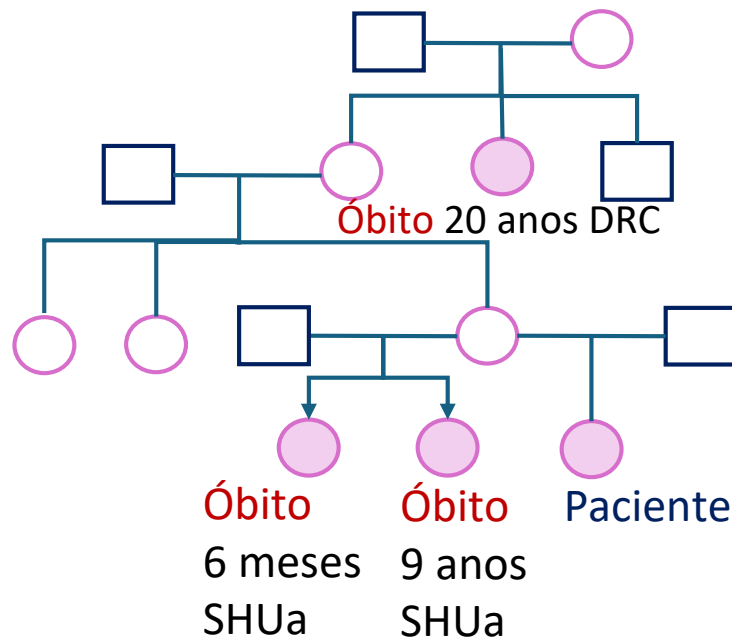 Óbito 20 anos DRC
Óbito Óbito Paciente
6 meses 9 anos
SHUa SHUa